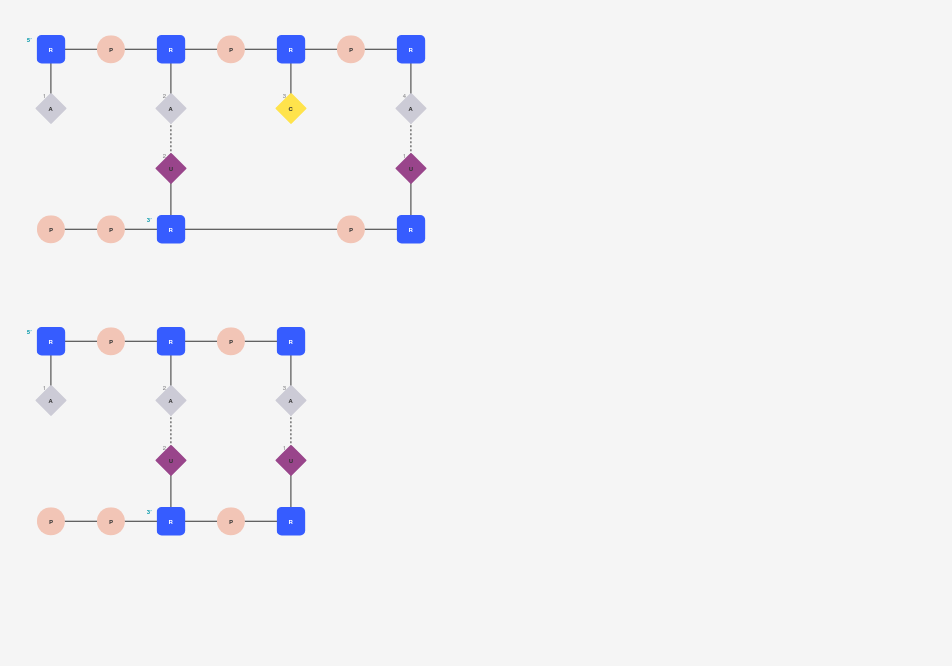 5'
R P R P R P R
1 2 3 4
A A C A
2 1
U U
3'
P P R P R
5'
R P R P R
1 2 3
A A A
2 1
U U
3'
P P R P R